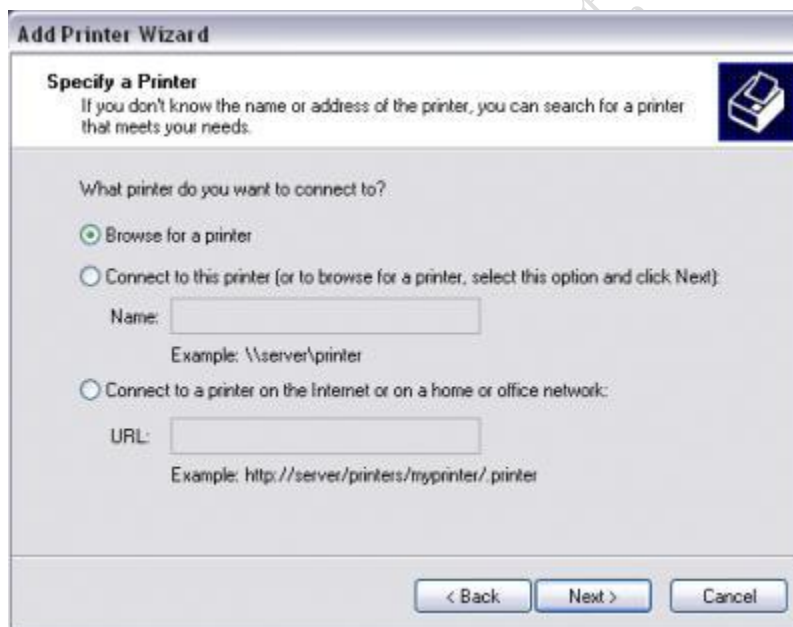 Add Printer Wizard
Specify a Printer
If you don't know the name or address of the printer, you can search for a printer
that meets your needs.
What printer do you want to connect to?
Browse for a printer
Connect to this printer (or to browse for a printer, select this option and click Next):
Name:
Example: \\server\printer
Connect to a printer on the Internet or on a home or office network:
URL:
Example: http://server/printers/myprinter/.printer
< Back
Next >
Cancel